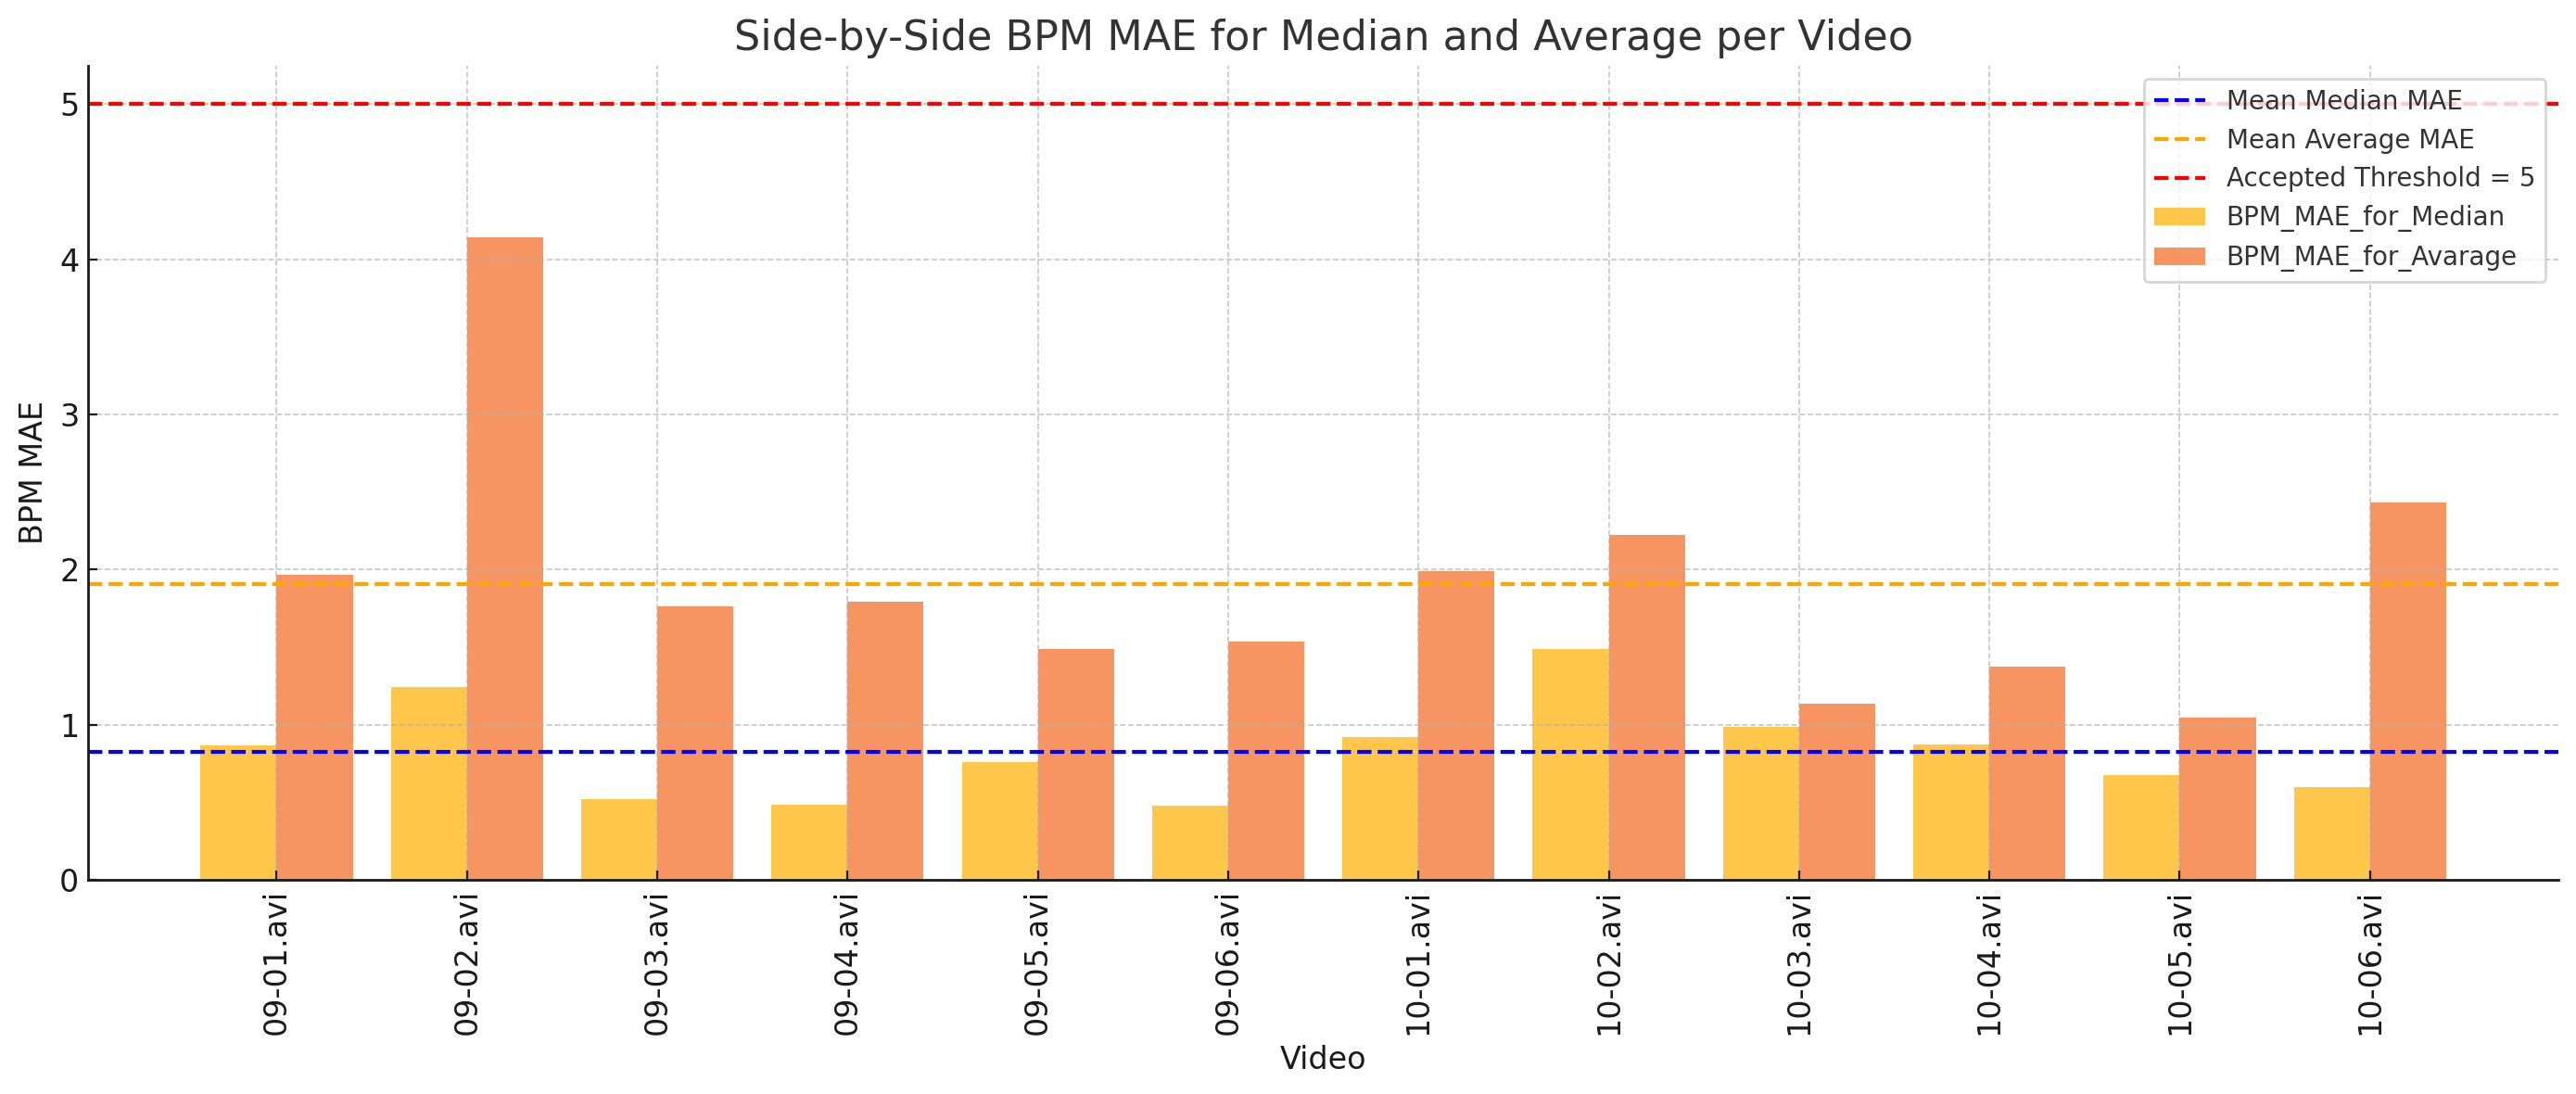 Side-by-Side BPM MAE for Median and Average per Video
Mean Median MAE
Mean Average MAE
Accepted Threshold = 5
BPM_MAE_for_Median
BPM_MAE_for_Avarage
BPM MAE
5
4
3
2
1
0
09-01.avi
09-02.avi
09-03.avi
09-04.avi
09-05.avi
09-06.avi
10-01.avi
10-02.avi
10-03.avi
10-04.avi
10-05.avi
10-06.avi
Video